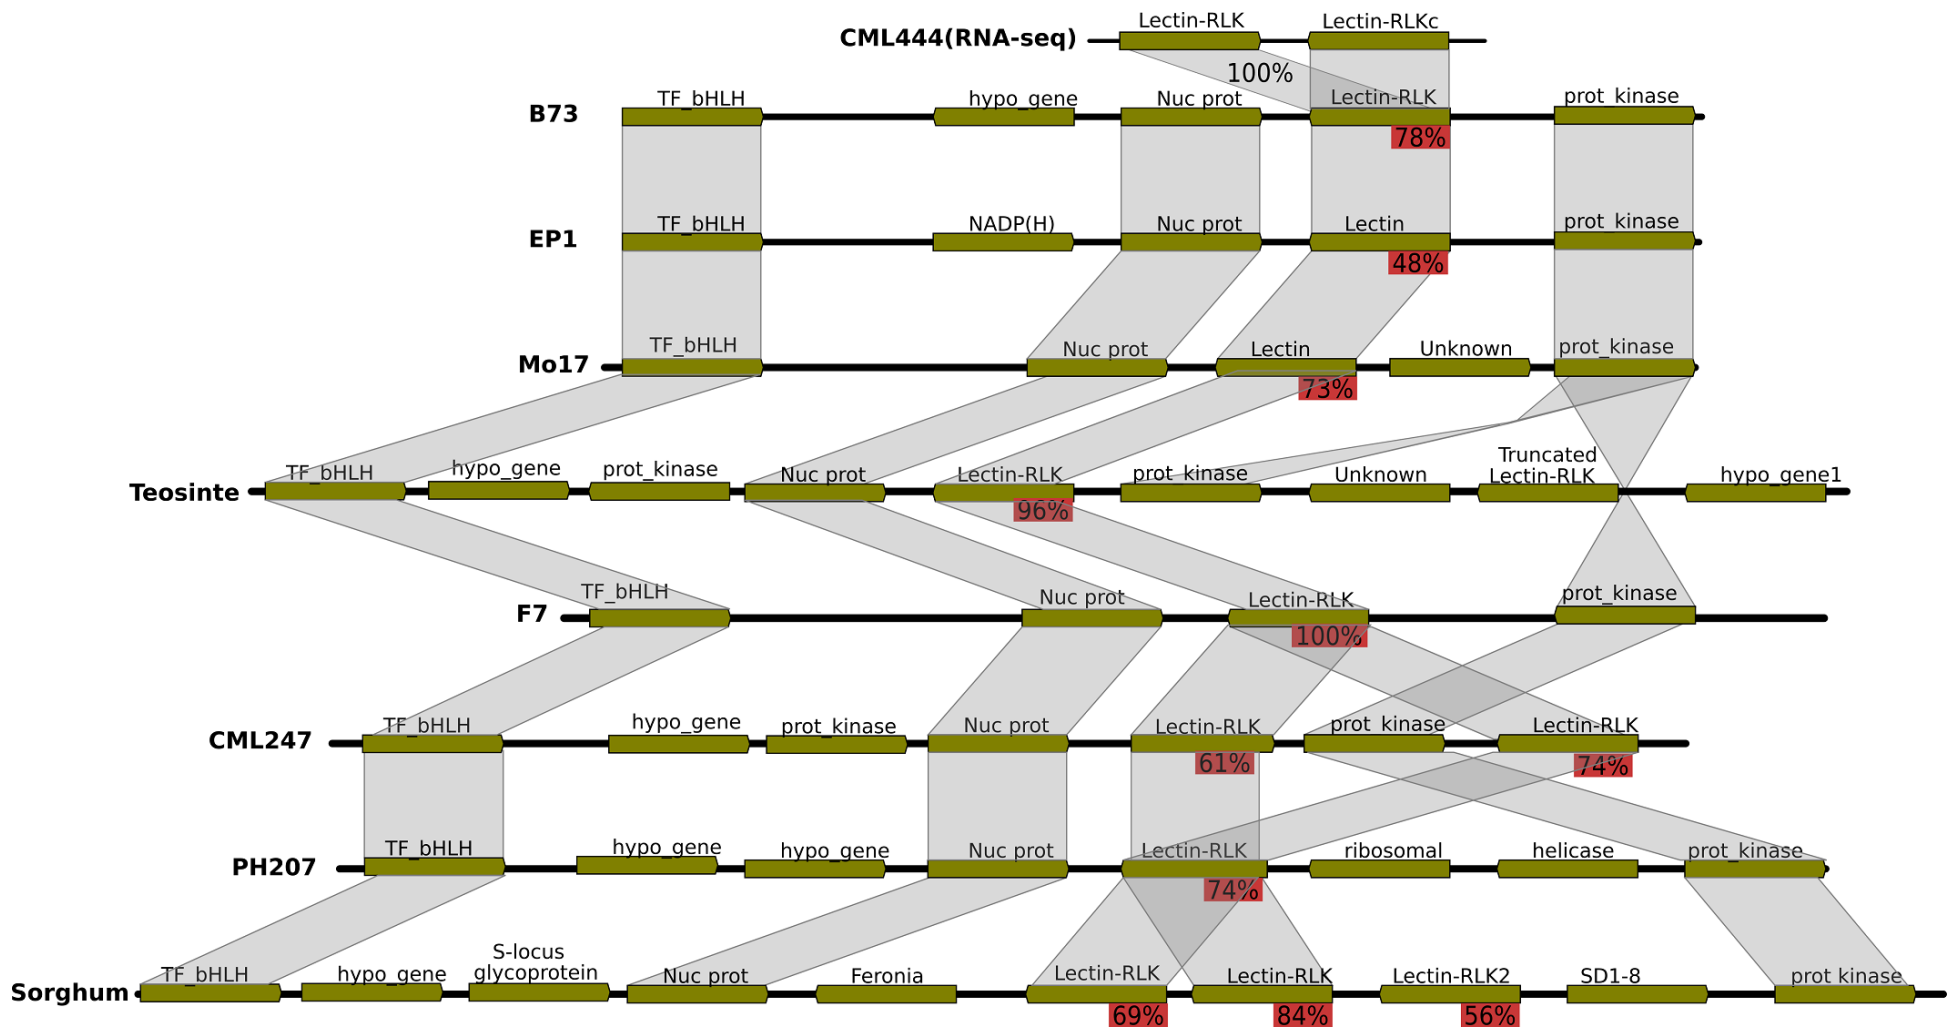 Lectin-RLK Lectin-RLKc
CML444(RNA-seq)
100%
B73 TF_bHLH hypo_gene Nuc prot Lectin-RLK prot_kinase
78%
EP1 TF_bHLH NADP(H) Nuc prot Lectin prot_kinase
48%
Mo17 TF_bHLH Nuc prot Lectin Unknown prot_kinase
73%
Truncated
Teosinte TF_bHLH hypo_gene prot_kinase Nuc prot Lectin-RLK prot_kinase Unknown Lectin-RLK hypo_gene1
96%
F7 TF_bHLH Nuc prot Lectin-RLK prot_kinase
100%
CML247 TF_bHLH hypo_gene prot_kinase Nuc prot Lectin-RLK prot_kinase Lectin-RLK
61% 74%
PH207 TF_bHLH hypo_gene hypo_gene Nuc prot Lectin-RLK ribosomal helicase prot_kinase
74%
S-locus
Sorghum TF_bHLH hypo_gene glycoprotein Nuc prot Feronia Lectin-RLK Lectin-RLK Lectin-RLK2 SD1-8 prot kinase
69% 84% 56%